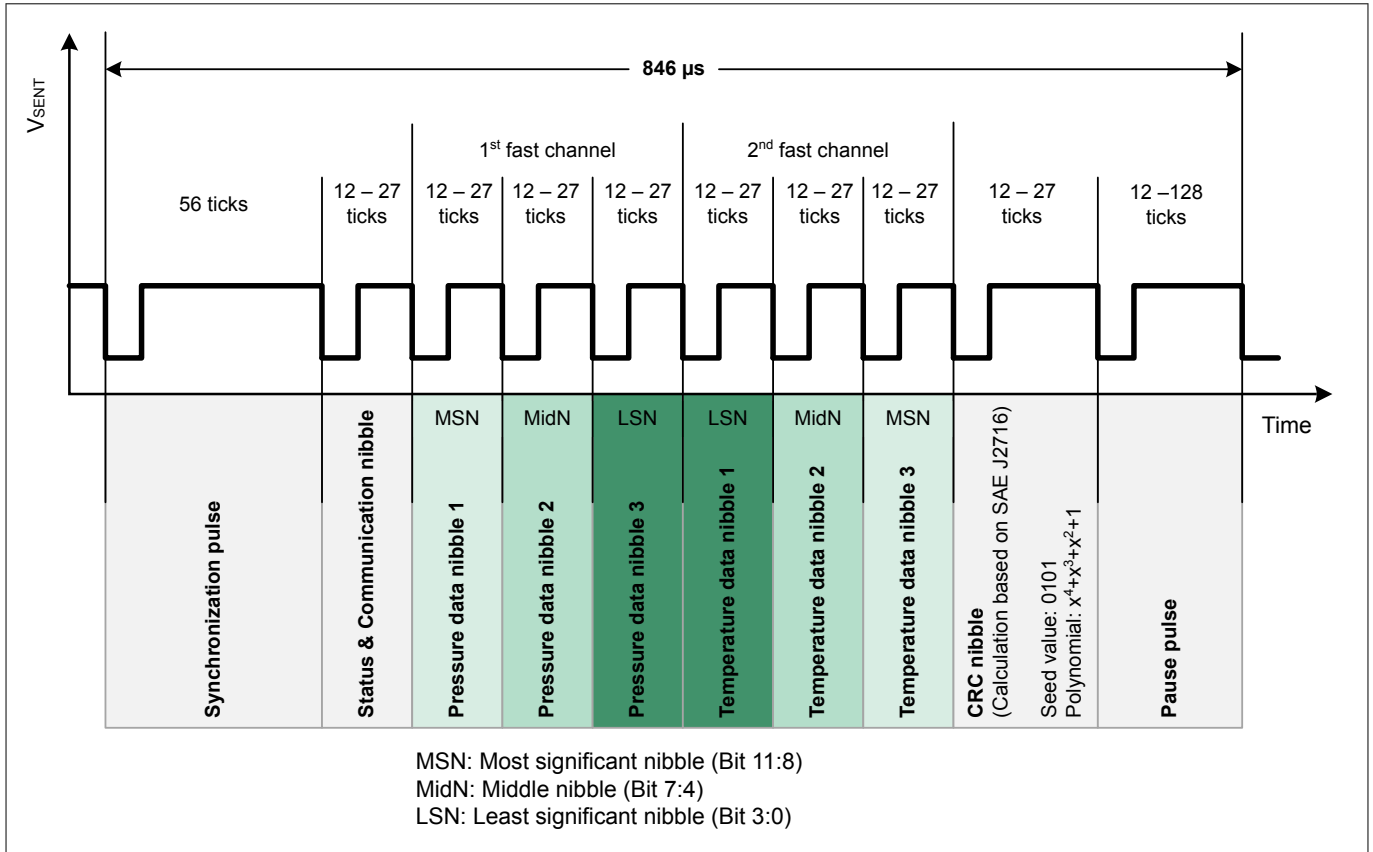 846 µs
V_SENT
1st fast channel
2nd fast channel
56 ticks
12 – 27
ticks
12 – 27
ticks
12 – 27
ticks
12 – 27
ticks
12 – 27
ticks
12 – 27
ticks
12 – 27
ticks
12 – 27
ticks
12 –128
ticks
MSN
MidN
LSN
LSN
MidN
MSN
Time
Synchronization pulse
Status & Communication nibble
Pressure data nibble 1
Pressure data nibble 2
Pressure data nibble 3
Temperature data nibble 1
Temperature data nibble 2
Temperature data nibble 3
CRC nibble
(Calculation based on SAE J2716)
Seed value: 0101
Polynomial: x⁴+x³+x²+1
Pause pulse
MSN: Most significant nibble (Bit 11:8)
MidN: Middle nibble (Bit 7:4)
LSN: Least significant nibble (Bit 3:0)